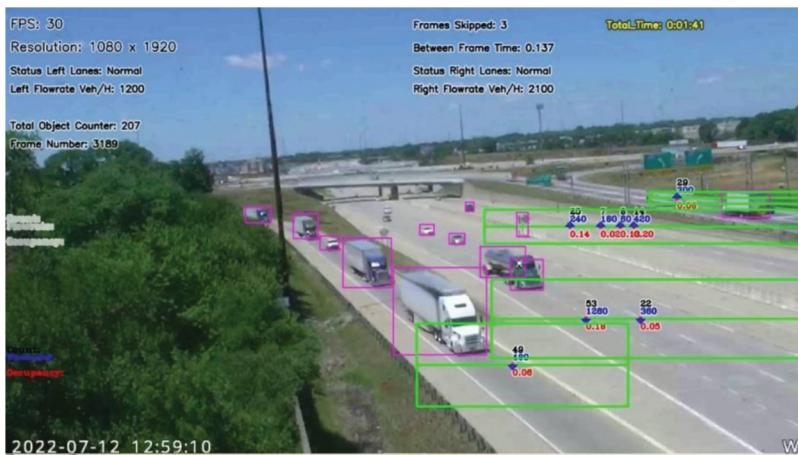 FPS: 30
Resolution: 1080 x 1920
Status Left Lanes: Normal
Left Flowrate Veh/H: 1200
Total Object Counter: 207
Frame Number: 3189
Frames Skipped: 3
Between Frame Time: 0.137
Status Right Lanes: Normal
Right Flowrate Veh/H: 2100
Total_Time: 0:01:41
29
300
0.06
240 180 60 420
0.14
53 22
1260 360
0.18 0.05
49
0.06
Occupancy:
2022-07-12 12:59:10
W